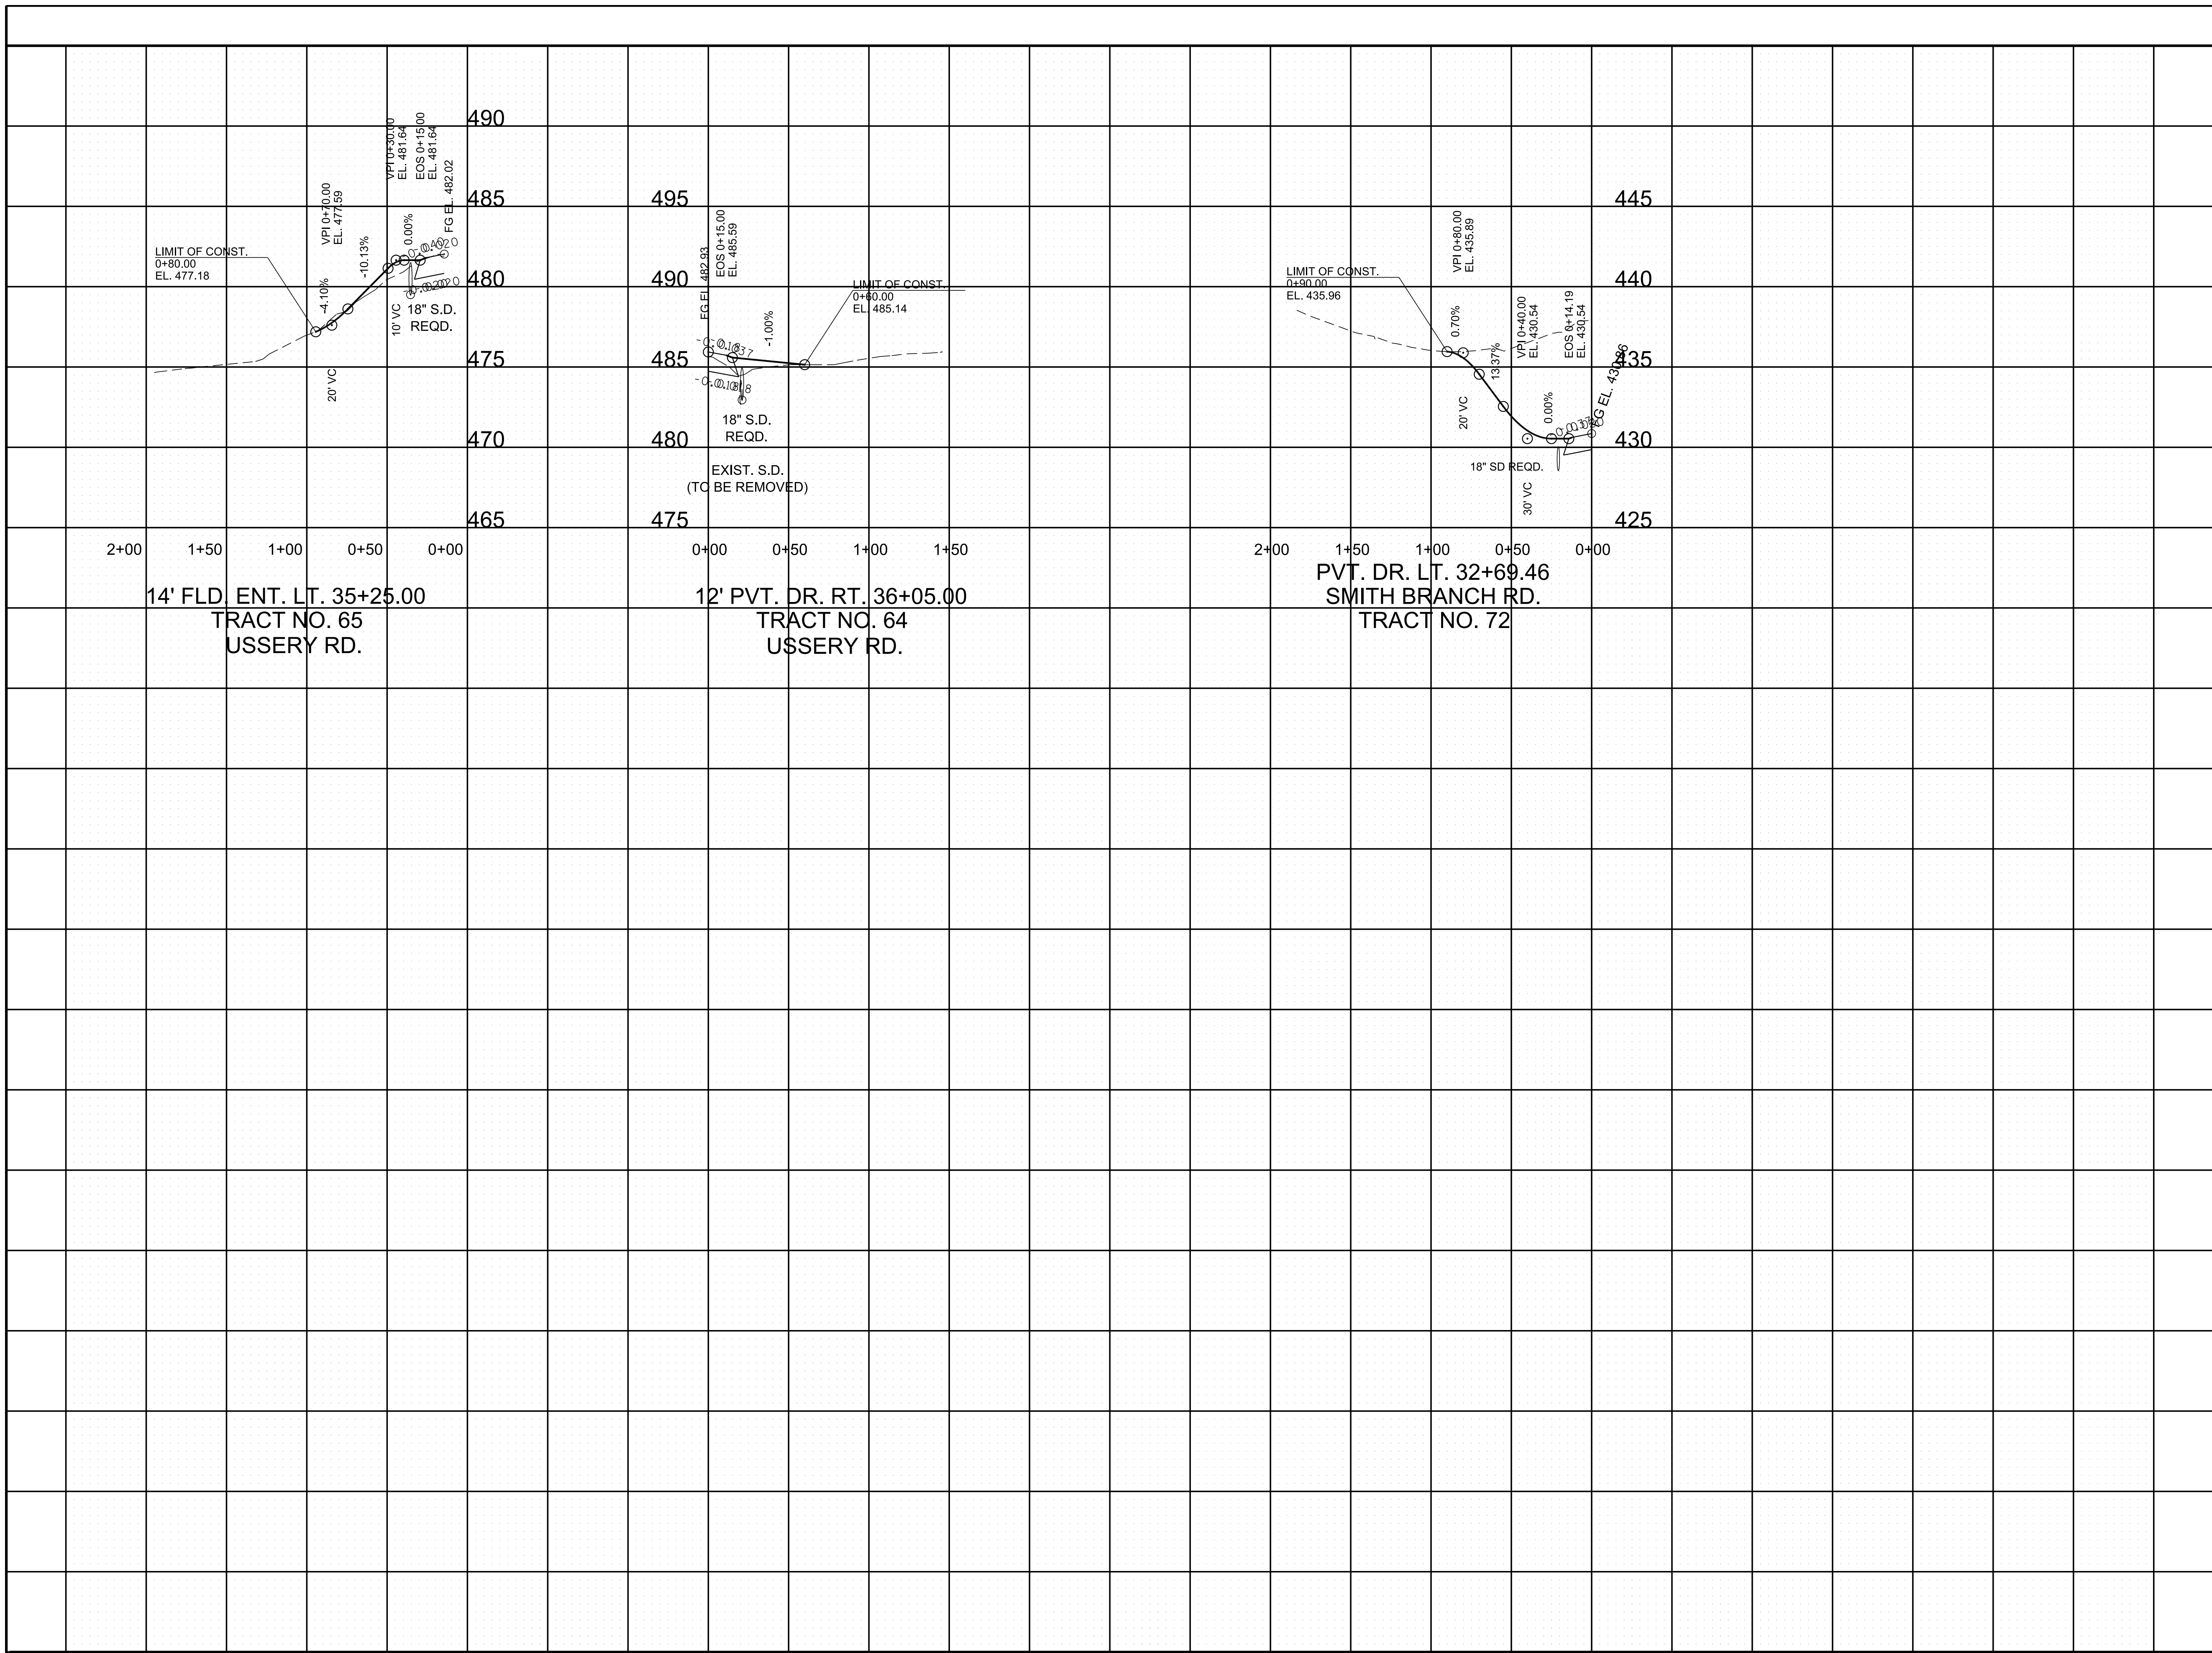 490
485
480
475
470
465
VPI 0+30.00
EL. 481.64
EOS 0+15.00
EL. 481.64
FG EL. 482.02
VPI 0+70.00
EL. 477.59
LIMIT OF CONST.
0+80.00
EL. 477.18
-4.10%
-10.13%
0.00%
10' VC
20' VC
18" S.D.
REQD.
2+00 1+50 1+00 0+50 0+00
14' FLD. ENT. LT. 35+25.00
TRACT NO. 65
USSERY RD.
495
490
485
480
475
FG EL. 482.93
EOS 0+15.00
EL. 485.59
LIMIT OF CONST.
0+60.00
EL. 485.14
-1.00%
18" S.D.
REQD.
EXIST. S.D.
(TO BE REMOVED)
0+00 0+50 1+00 1+50
12' PVT. DR. RT. 36+05.00
TRACT NO. 64
USSERY RD.
445
440
435
430
425
VPI 0+80.00
EL. 435.89
LIMIT OF CONST.
0+90.00
EL. 435.96
0.70%
13.37%
VPI 0+40.00
EL. 430.54
EOS 0+14.19
EL. 430.54
FG EL. 430.86
0.00%
20' VC
18" SD REQD.
30' VC
2+00 1+50 1+00 0+50 0+00
PVT. DR. LT. 32+69.46
SMITH BRANCH RD.
TRACT NO. 72